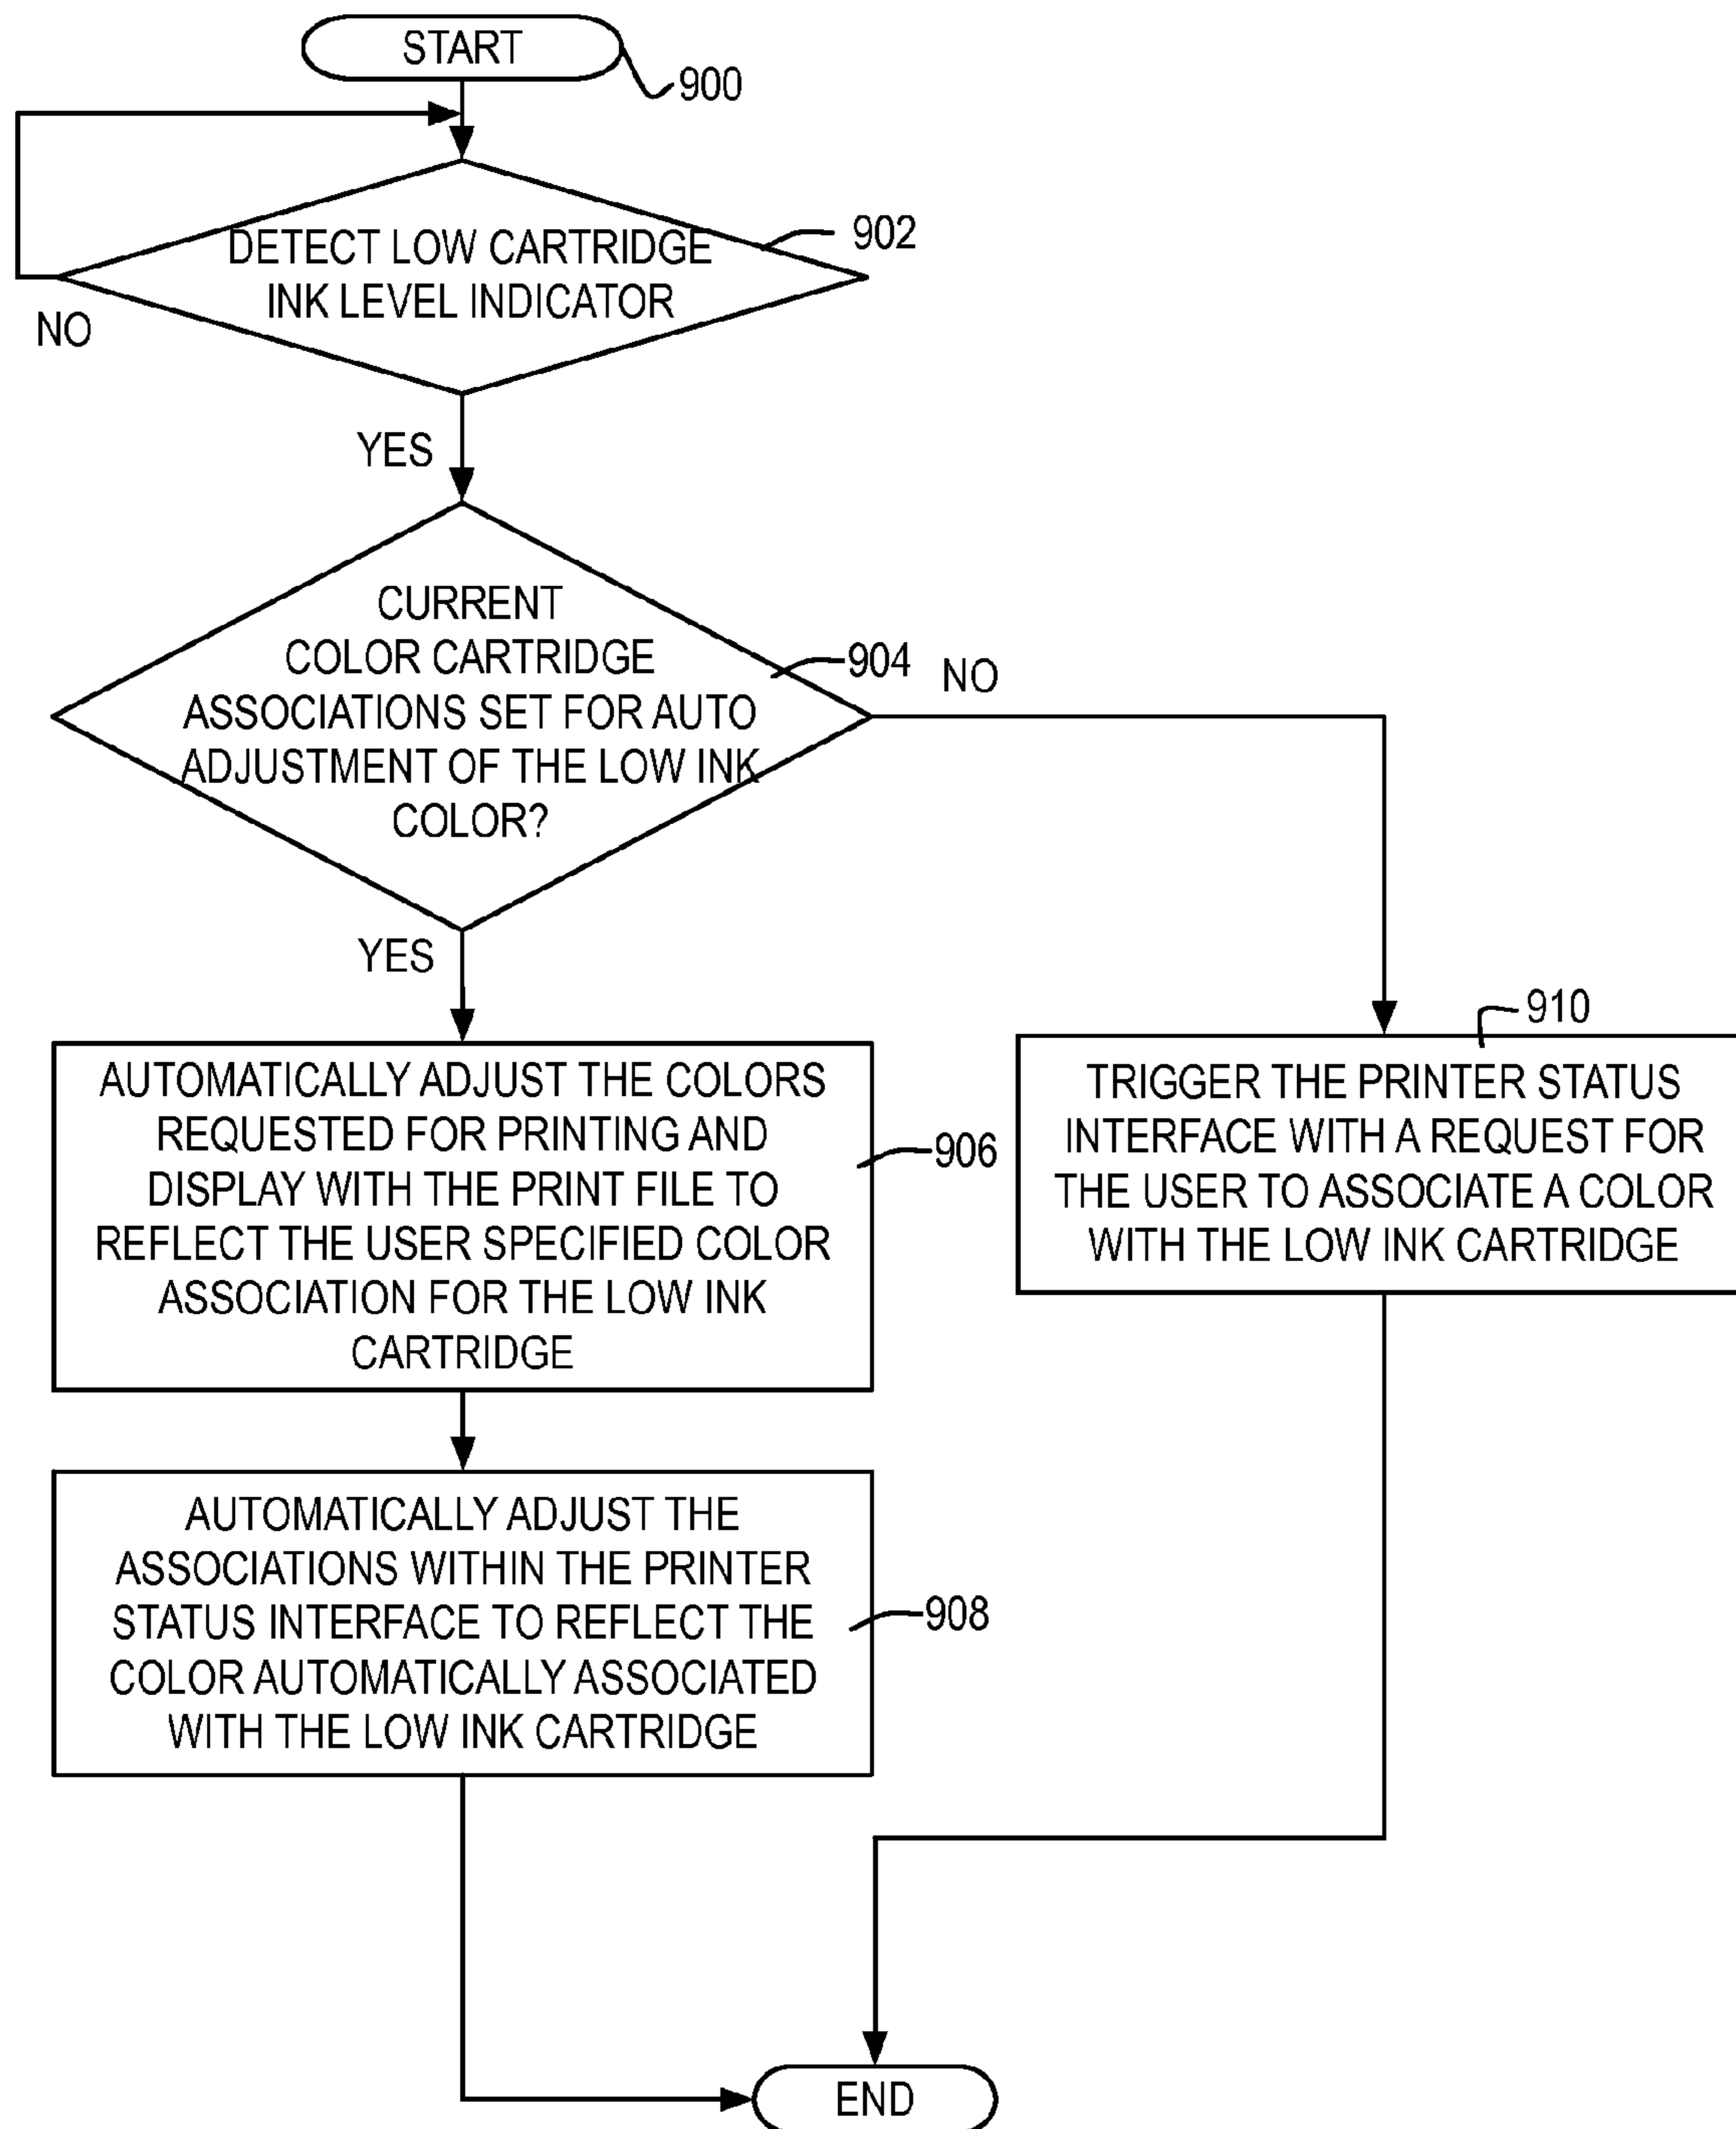 START
900
DETECT LOW CARTRIDGE
INK LEVEL INDICATOR
902
NO
YES
CURRENT
COLOR CARTRIDGE
ASSOCIATIONS SET FOR AUTO
ADJUSTMENT OF THE LOW INK
COLOR?
904
NO
YES
AUTOMATICALLY ADJUST THE COLORS
REQUESTED FOR PRINTING AND
DISPLAY WITH THE PRINT FILE TO
REFLECT THE USER SPECIFIED COLOR
ASSOCIATION FOR THE LOW INK
CARTRIDGE
906
910
TRIGGER THE PRINTER STATUS
INTERFACE WITH A REQUEST FOR
THE USER TO ASSOCIATE A COLOR
WITH THE LOW INK CARTRIDGE
AUTOMATICALLY ADJUST THE
ASSOCIATIONS WITHIN THE PRINTER
STATUS INTERFACE TO REFLECT THE
COLOR AUTOMATICALLY ASSOCIATED
WITH THE LOW INK CARTRIDGE
908
END